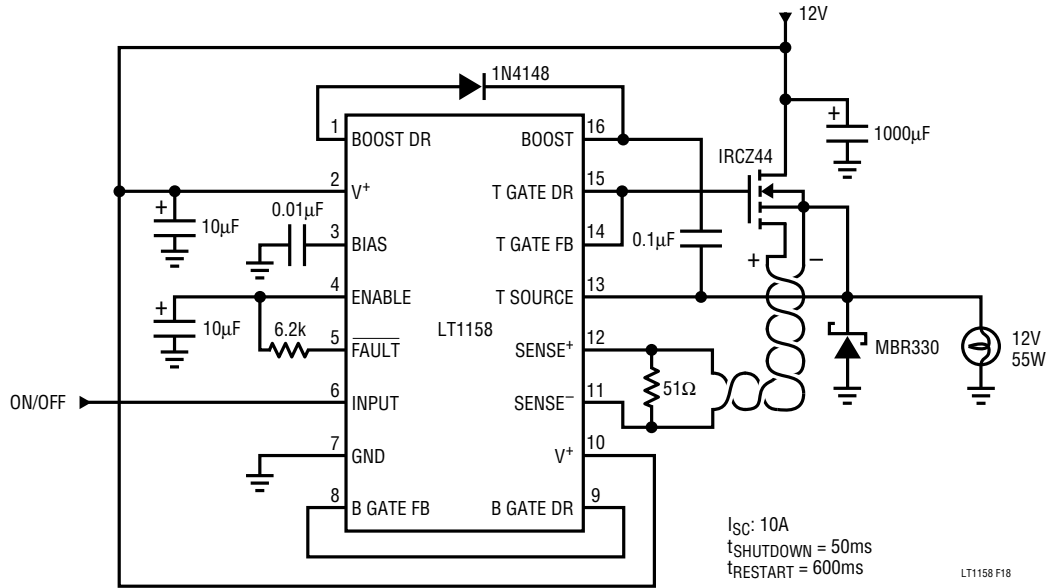 12V
1N4148
+
1000µF
1
BOOST DR
BOOST
16
IRCZ44
2
V+
T GATE DR
15
+
10µF
0.01µF
3
BIAS
T GATE FB
14
0.1µF
+
–
4
ENABLE
T SOURCE
13
+
10µF
6.2k
5
FAULT
LT1158
SENSE+
12
MBR330
12V
55W
51Ω
ON/OFF
6
INPUT
SENSE–
11
7
GND
V+
10
8
B GATE FB
B GATE DR
9
ISC: 10A
tSHUTDOWN = 50ms
tRESTART = 600ms
LT1158 F18